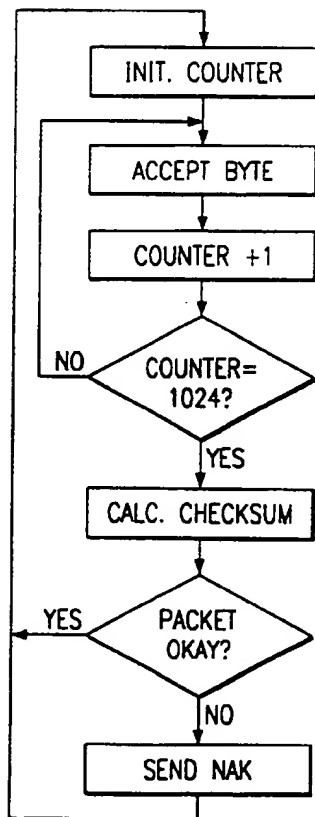 INIT. COUNTER
ACCEPT BYTE
COUNTER +1
NO
COUNTER=
1024?
YES
CALC. CHECKSUM
YES
PACKET
OKAY?
NO
SEND NAK